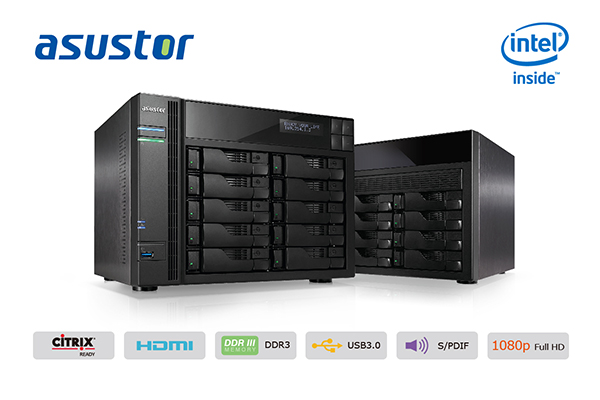 asustor
intel
inside™
asustor
CITRIX®
READY
HDMI
DDR III
MEMORY
DDR3
USB3.0
S/PDIF
1080p Full HD